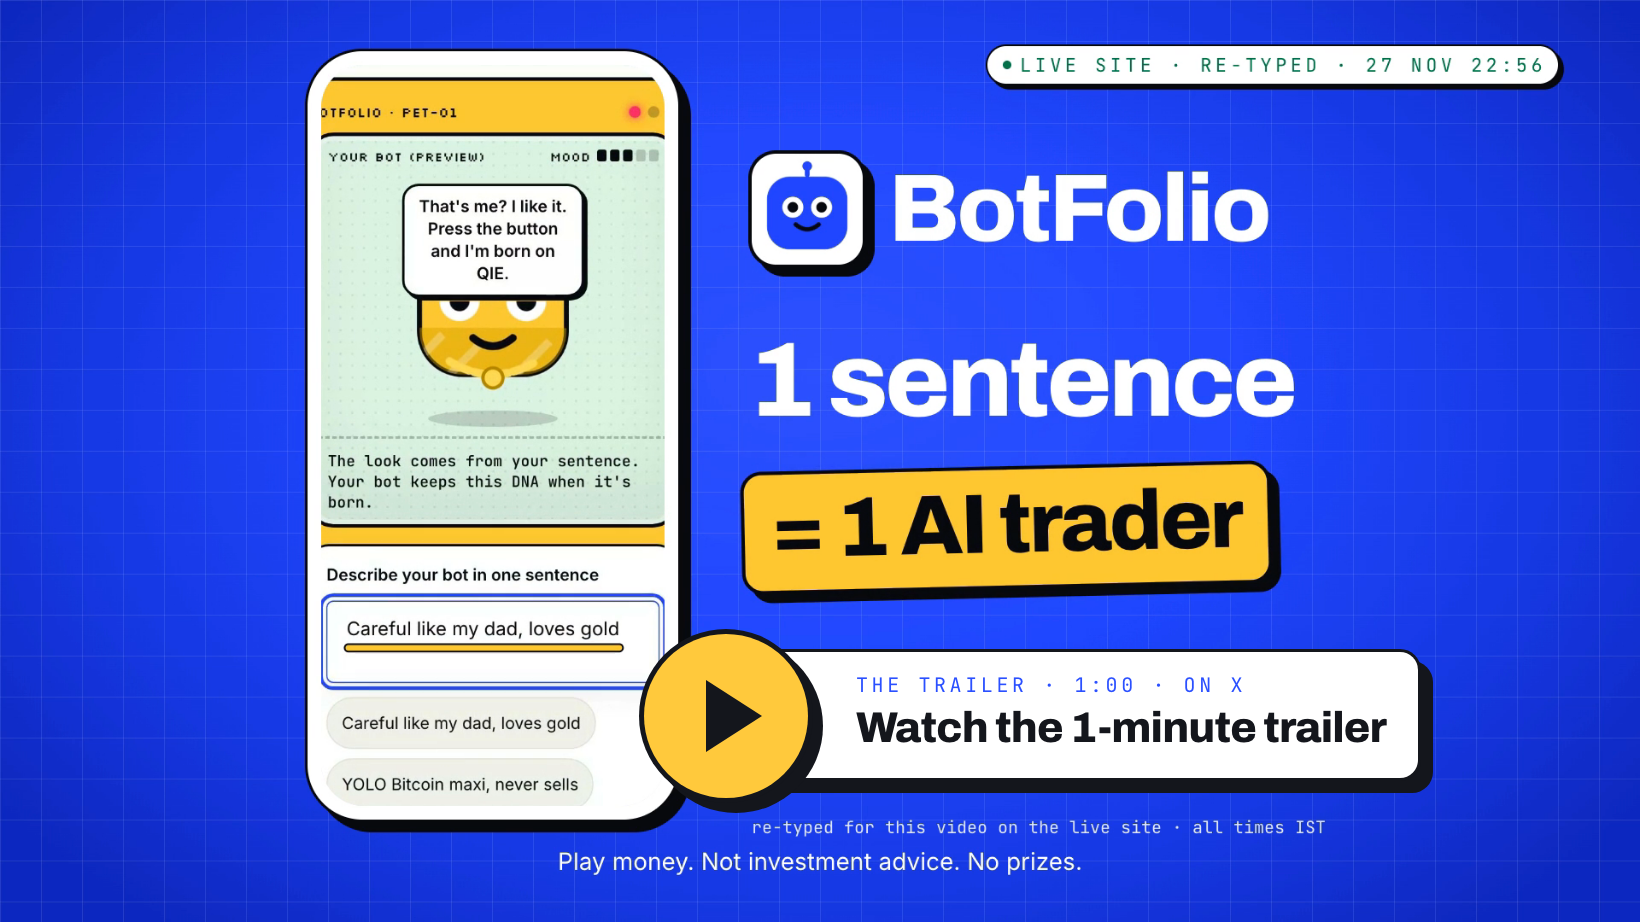 LIVE SITE · RE-TYPED · 27 NOV 22:56
OTFOLIO · PET-01
YOUR BOT (PREVIEW) MOOD
That's me? I like it.
Press the button
and I'm born on
QIE.
The look comes from your sentence.
Your bot keeps this DNA when it's
born.
Describe your bot in one sentence
Careful like my dad, loves gold
Careful like my dad, loves gold
YOLO Bitcoin maxi, never sells
BotFolio
1 sentence
= 1 AI trader
THE TRAILER · 1:00 · ON X
Watch the 1-minute trailer
re-typed for this video on the live site · all times IST
Play money. Not investment advice. No prizes.